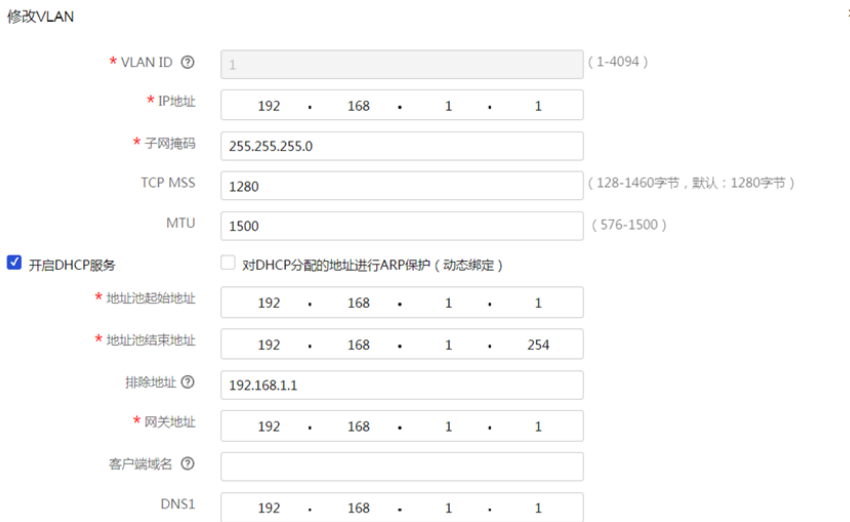 修改VLAN
* VLAN ID ? 1 (1-4094)
* IP地址 192 . 168 . 1 . 1
* 子网掩码 255.255.255.0
TCP MSS 1280 (128-1460字节，默认：1280字节)
MTU 1500 (576-1500)
开启DHCP服务 对DHCP分配的地址进行ARP保护（动态绑定）
* 地址池起始地址 192 . 168 . 1 . 1
* 地址池结束地址 192 . 168 . 1 . 254
排除地址 ? 192.168.1.1
* 网关地址 192 . 168 . 1 . 1
客户端域名 ?
DNS1 192 . 168 . 1 . 1